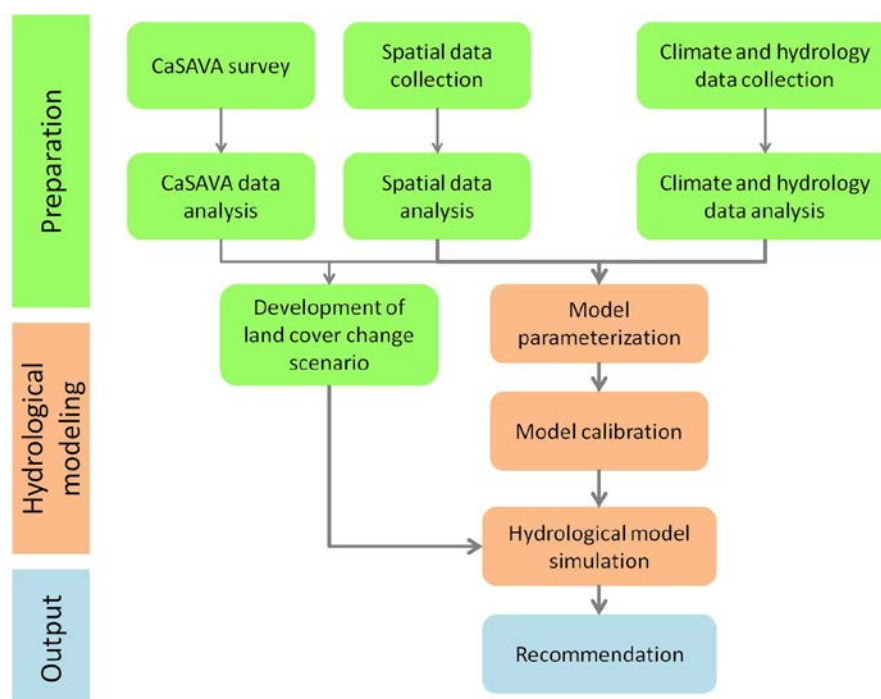 Preparation
CaSAVA survey
Spatial data
collection
Climate and hydrology
data collection
CaSAVA data
analysis
Spatial data
analysis
Climate and hydrology
data analysis
Development of
land cover change
scenario
Model
parameterization
Hydrological
modeling
Model calibration
Hydrological model
simulation
Output
Recommendation